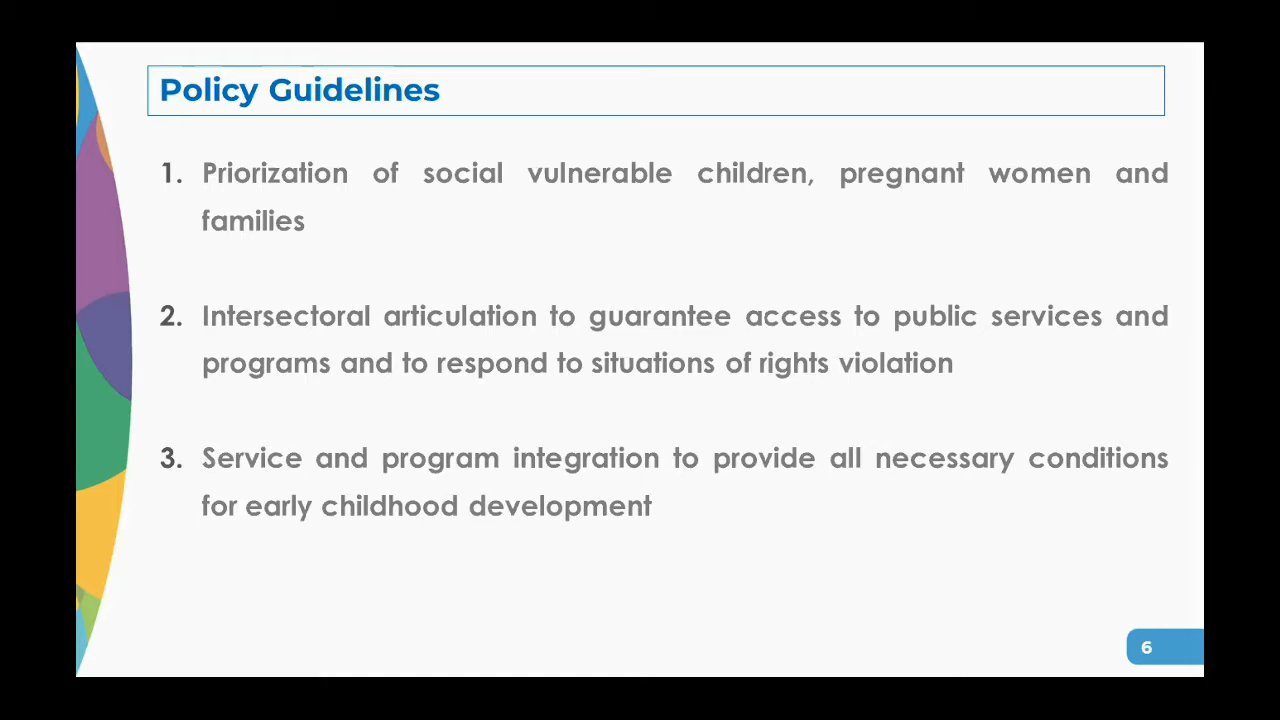 Policy Guidelines
1. Priorization of social vulnerable children, pregnant women and
families
2. Intersectoral articulation to guarantee access to public services and
programs and to respond to situations of rights violation
3. Service and program integration to provide all necessary conditions
for early childhood development
6